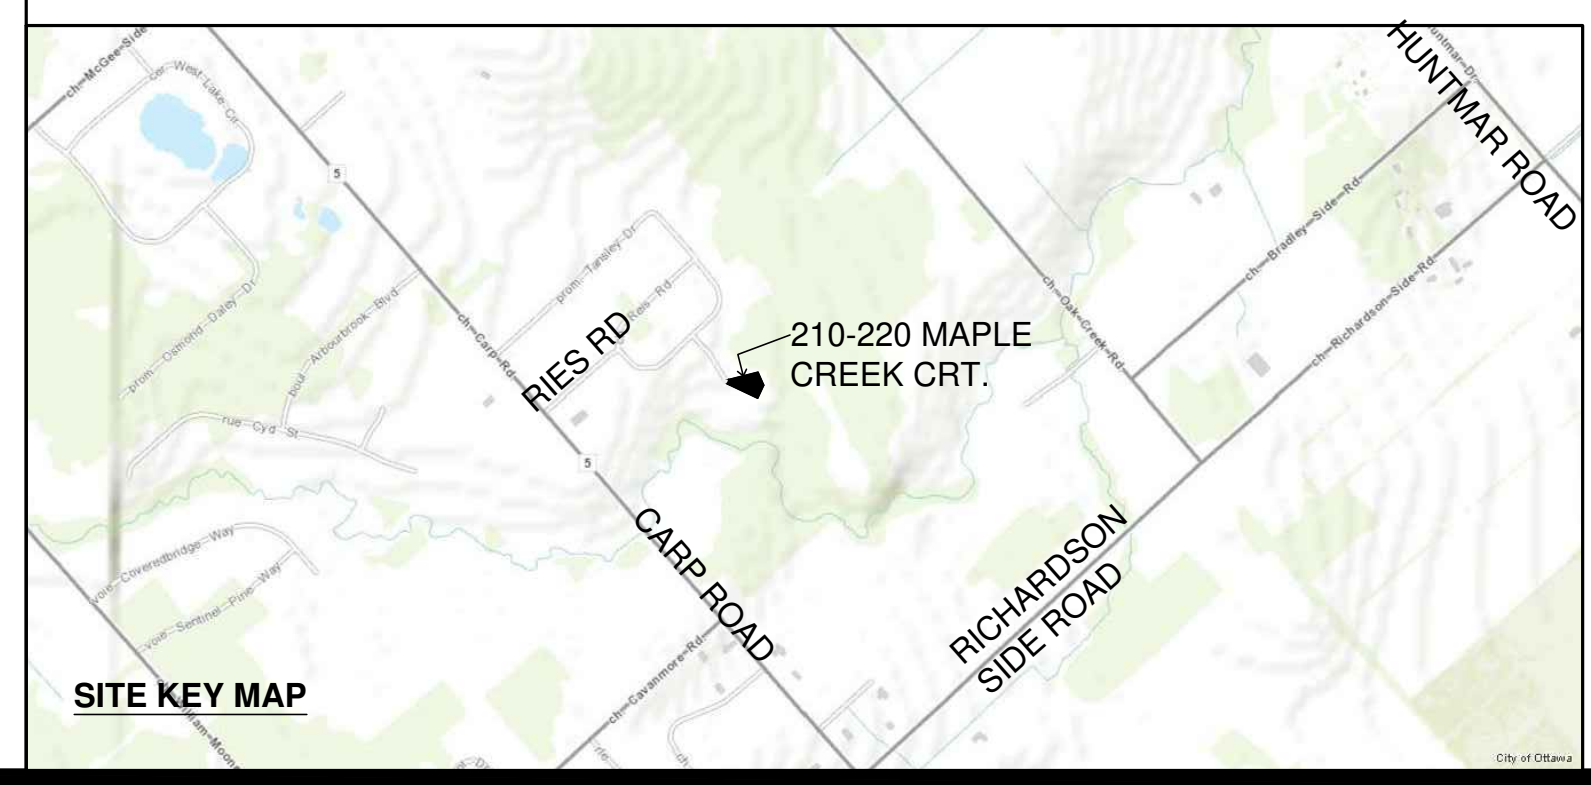 ch McGee Side
HUNTMAR ROAD
cer West Lake Cir
5
prom Tansley Dr
ch Bradley Side Rd
prom Osmond Daley Dr
boul Arbourbrook Blvd
ch Carp Rd
Reis Rd
RIES RD
210-220 MAPLE
CREEK CRT.
ch Oak Creek Rd
ch Richardson Side Rd
rue Cyd St
5
CARP ROAD
voie Coveredbridge Way
voie Sentinel Pine Way
RICHARDSON
SIDE ROAD
ch Cavanmore Rd
SITE KEY MAP
City of Ottawa